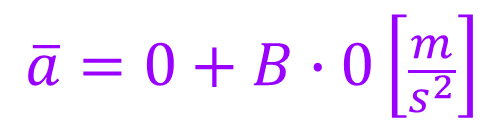 a̅ = 0 + B · 0 [m/s²]